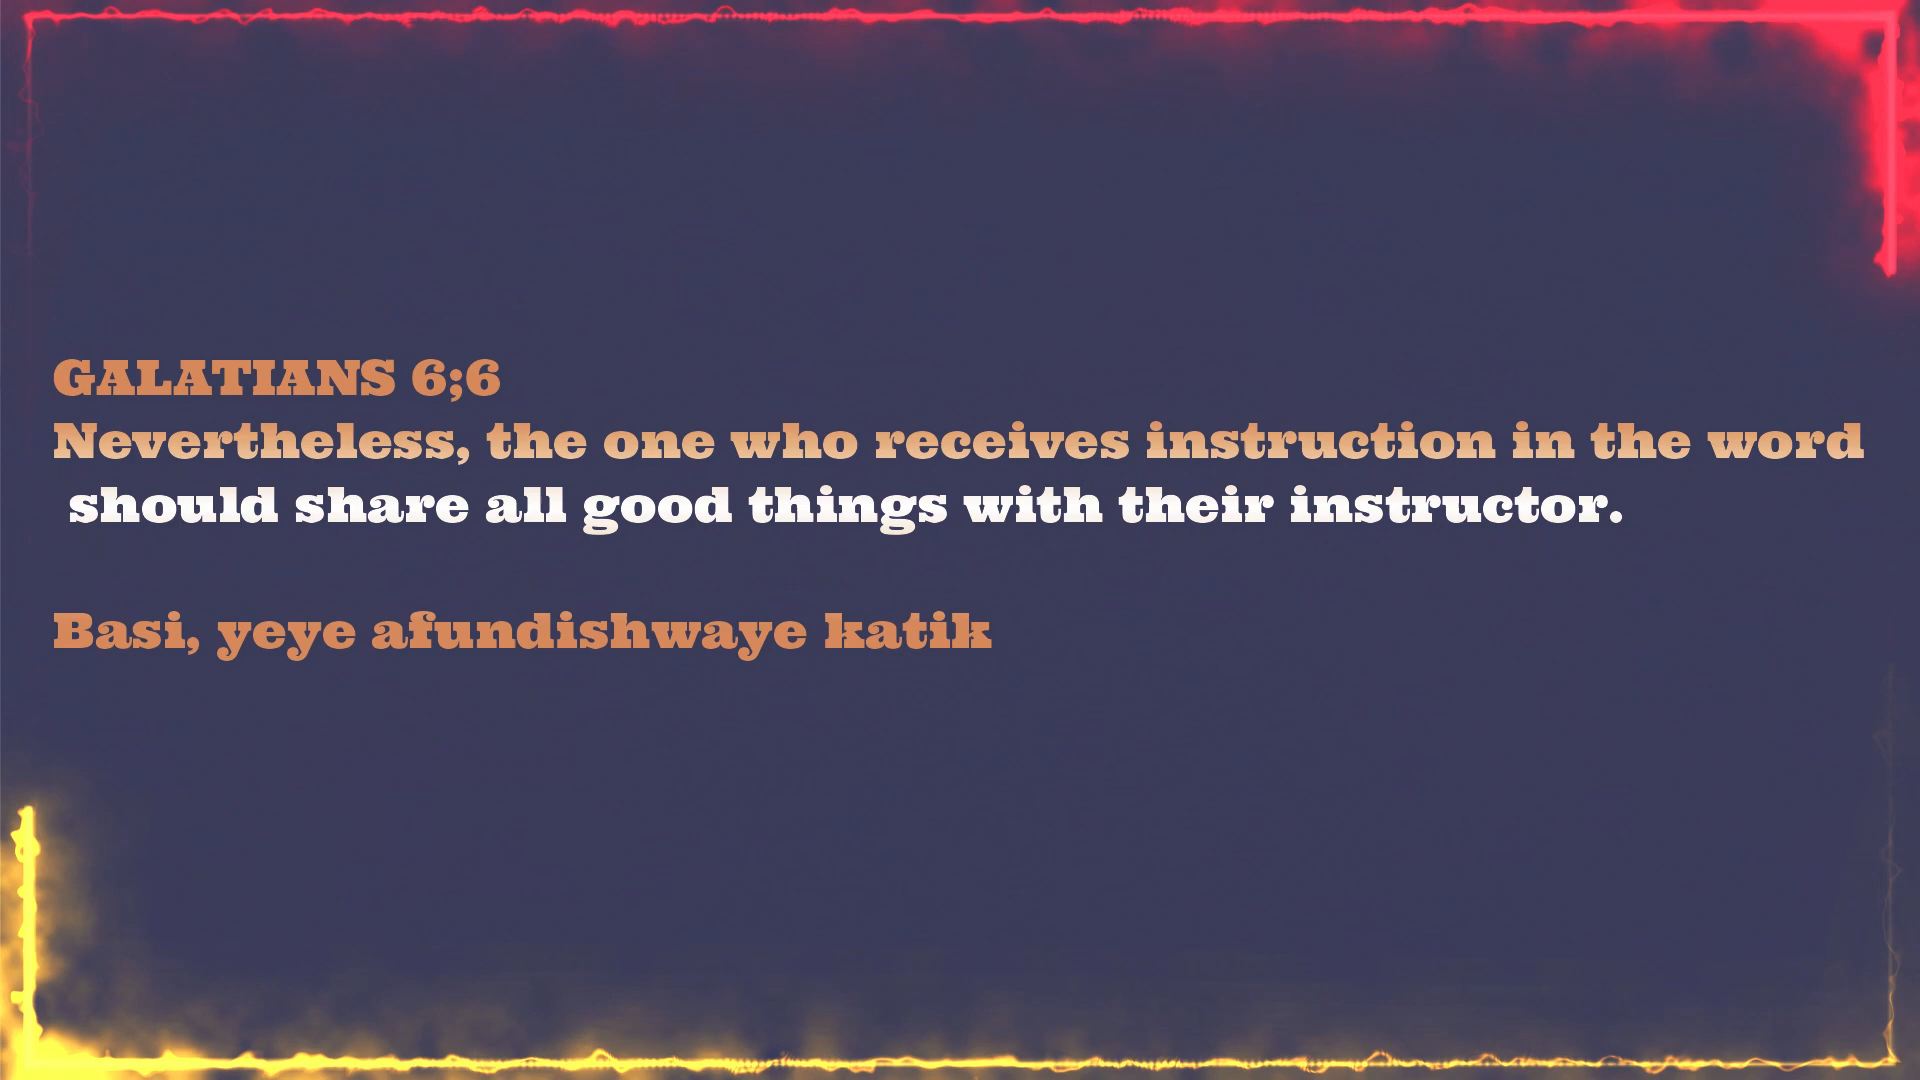 GALATIANS 6;6
Nevertheless, the one who receives instruction in the word
should share all good things with their instructor.
Basi, yeye afundishwaye katik